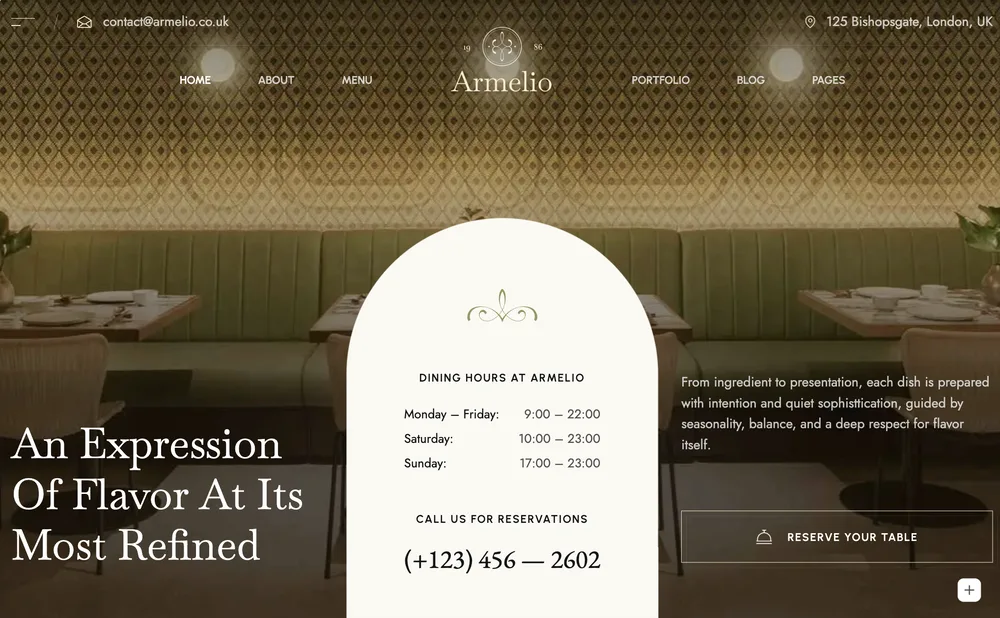 contact@armelio.co.uk
125 Bishopsgate, London, UK
19
86
HOME
ABOUT
MENU
Armelio
PORTFOLIO
BLOG
PAGES
An Expression
Of Flavor At Its
Most Refined
DINING HOURS AT ARMELIO
Monday – Friday: 9:00 – 22:00
Saturday: 10:00 – 23:00
Sunday: 17:00 – 23:00
CALL US FOR RESERVATIONS
(+123) 456 — 2602
From ingredient to presentation, each dish is prepared
with intention and quiet sophisttication, guided by
seasonality, balance, and a deep respect for flavor
itself.
RESERVE YOUR TABLE